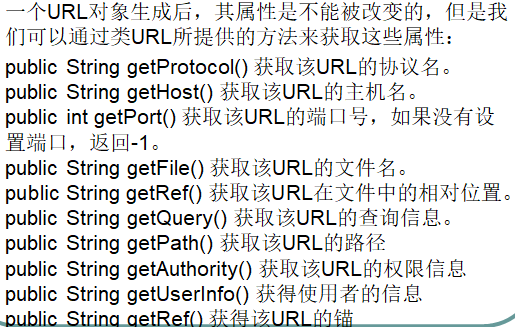 一个URL对象生成后，其属性是不能被改变的，但是我
们可以通过类URL所提供的方法来获取这些属性：
public String getProtocol() 获取该URL的协议名。
public String getHost() 获取该URL的主机名。
public int getPort() 获取该URL的端口号，如果没有设
置端口，返回-1。
public String getFile() 获取该URL的文件名。
public String getRef() 获取该URL在文件中的相对位置。
public String getQuery() 获取该URL的查询信息。
public String getPath() 获取该URL的路径
public String getAuthority() 获取该URL的权限信息
public String getUserInfo() 获得使用者的信息
public String getRef() 获得该URL的锚